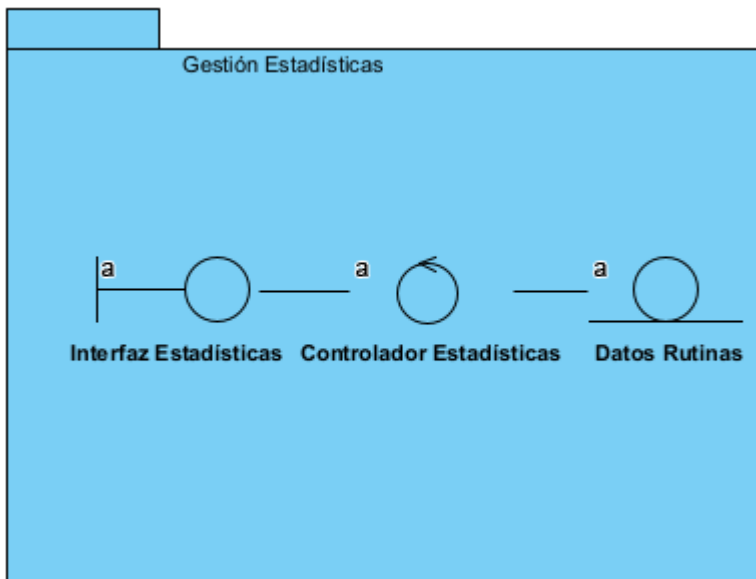 Gestión Estadísticas
a a a
Interfaz Estadísticas Controlador Estadísticas Datos Rutinas